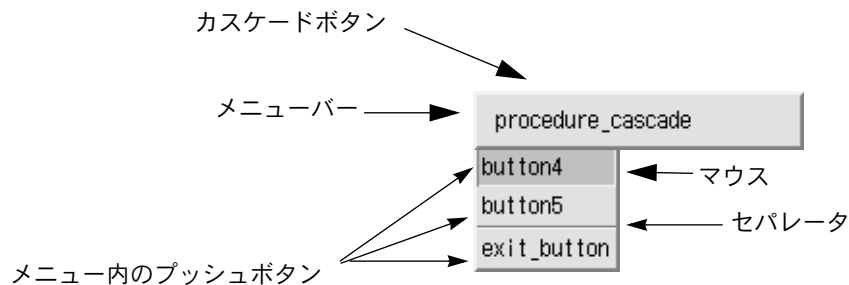 カスケードボタン
メニューバー
procedure_cascade
button4
マウス
button5
セパレータ
exit_button
メニュー内のプッシュボタン